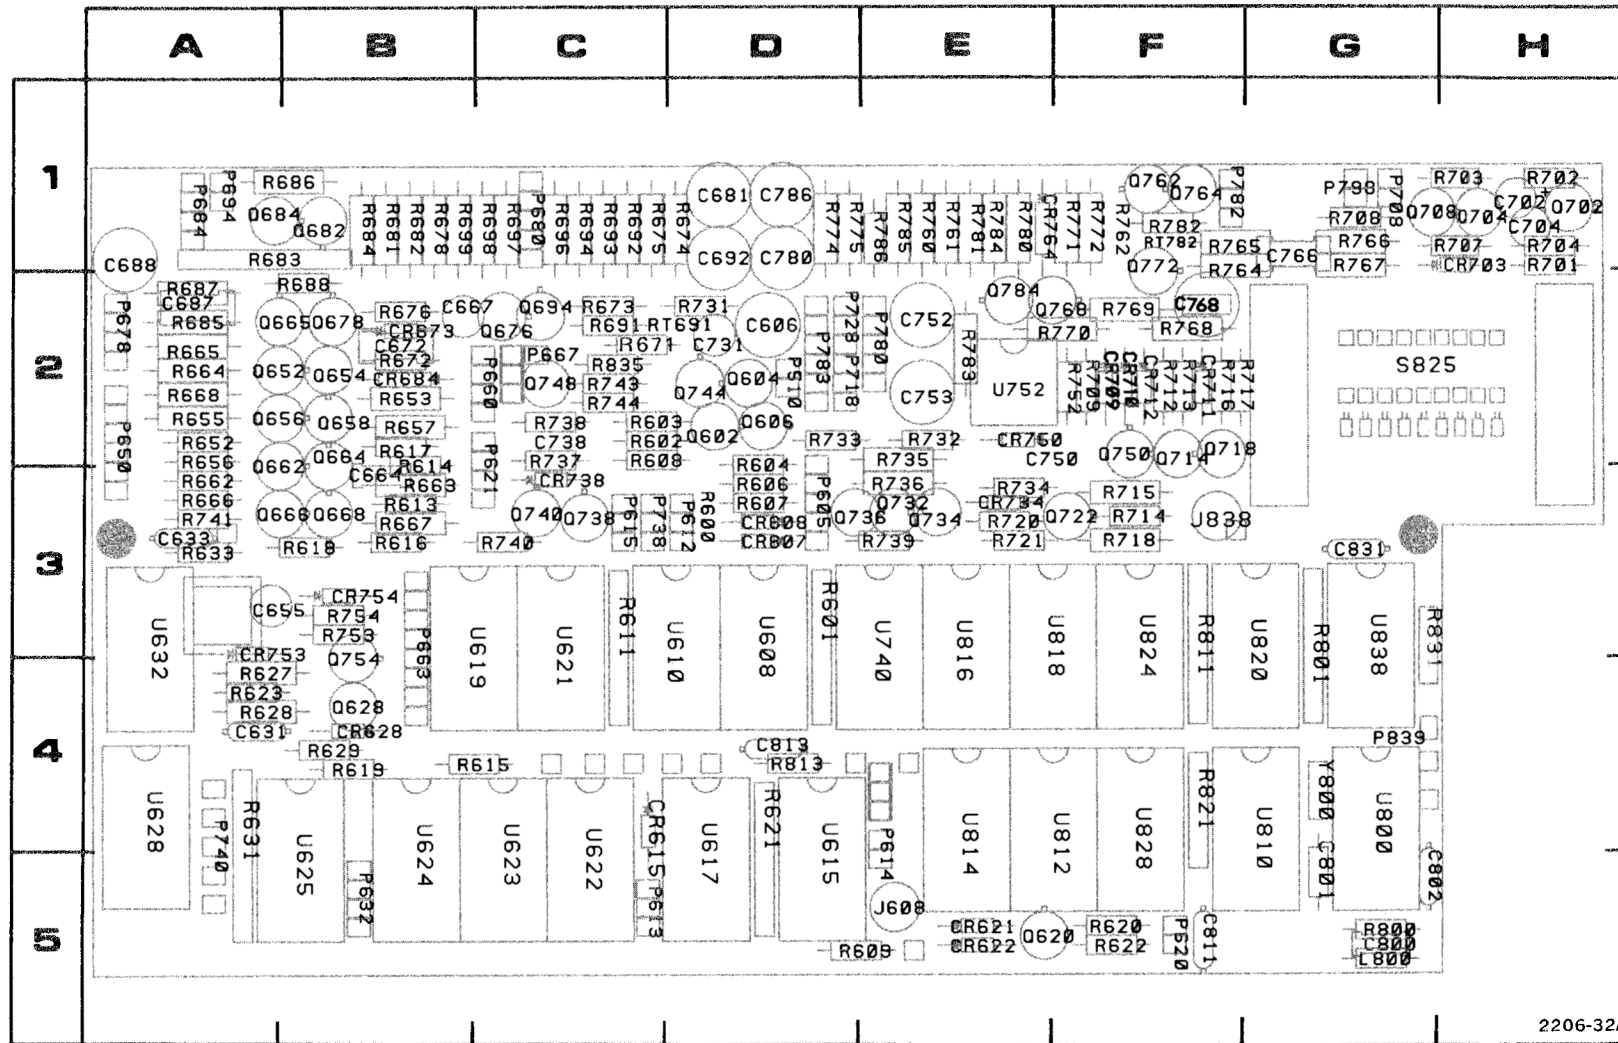 A B C D E F G H
1
R686 Q684 Q682 P684 P694 R683 C688
R684 R681 R682 R678 R699 R698 R697 P680 R696 R694 R692 R675 R674
C681 C786 C692 C780
R774 R775 R786 R785 R760 R761 R781 R784 R780 CR764 R771 R772 R762
Q762 Q764 P782 R782 RT782 Q772 R765 R764 C766
P798 P708 R708 R766 R767 Q708
R703 Q704 C702 R702 Q702 C704 R707 R704 CR703 R701
2
R687 C687 R685 P678 R665 R664 R668 R655 P650 R652 R656
R688 Q665 Q678 R676 CR673 C672 R672 Q652 Q654 CR684 R653 Q656 Q658 R657 R617 Q664
C667 Q676 Q694 R673 R691 RT691 R671 P667 R835 Q748 R743 R744 P660 R738 R603 C738 R602 R737 R608
R731 C731 C606 Q744 Q604 P510 Q602 Q606 P783 P728 P718 R733
P780 C752 C753 R783 R732 Q784 U752 CR750 C750
Q768 R769 R770 C768 R768 R752 R709 CR709 CR710 CR712 R712 R713 CR711 R716 R717 Q750 Q714 Q718
S825
3
R662 R666 R741 C633 R633 Q662 Q666 Q668 C664 R614 R663 R613 R667 R618 R616
P621 CR738 Q740 Q738 R740 P615 P738 P612 R600
R604 R606 R607 CR608 CR607 P605 Q736
R735 R736 Q732 Q734 R739 R734 CR734 R720 R721 Q722
R715 R714 R718 J838 C831
U632 C655 CR754 R754 R753 P663 U619 U621 R611 U610 U608 R601 U740 U816 U818 U824 R811 U820 R801 U838 R831
4
CR753 R627 R623 R628 C631 Q754 Q628 CR628 R629 R619 R615
C813 R813 P839
U628 P740 R631 U625 U624 U623 U622 CR615 U617 R621 U615 P614 U814 U812 U828 R821 U810 Y800 U800
5
P632 P613 C801 C802
J608 R609 CR621 CR622 Q620 R620 R622 P620 C811
R800
C800
L800